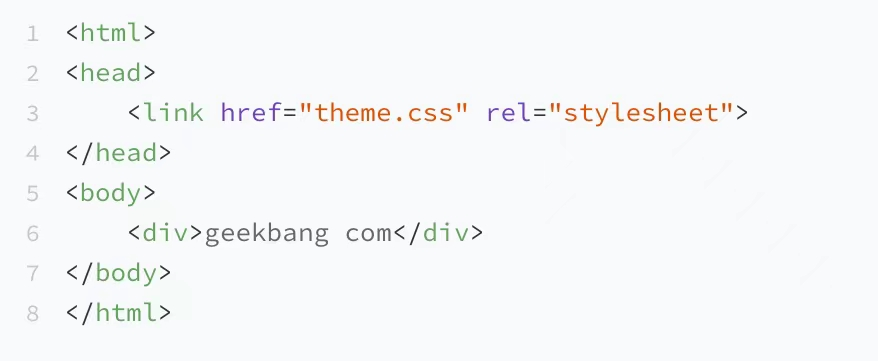 1 <html>
2 <head>
3     <link href="theme.css" rel="stylesheet">
4 </head>
5 <body>
6     <div>geekbang com</div>
7 </body>
8 </html>